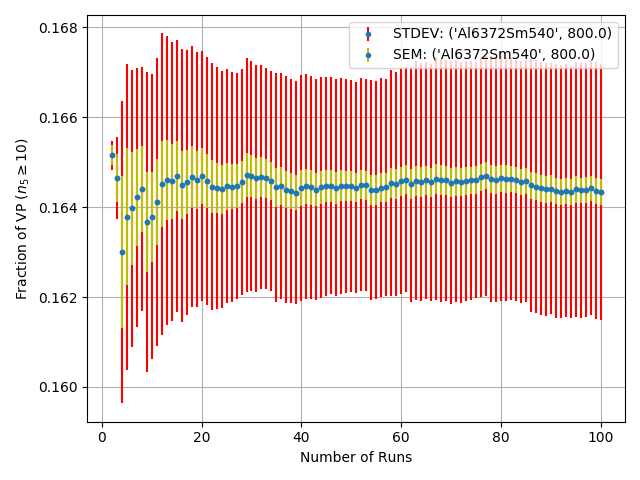 STDEV: ('Al6372Sm540', 800.0)
SEM: ('Al6372Sm540', 800.0)
Fraction of VP (n₅ ≥ 10)
0.168
0.166
0.164
0.162
0.160
0 20 40 60 80 100
Number of Runs